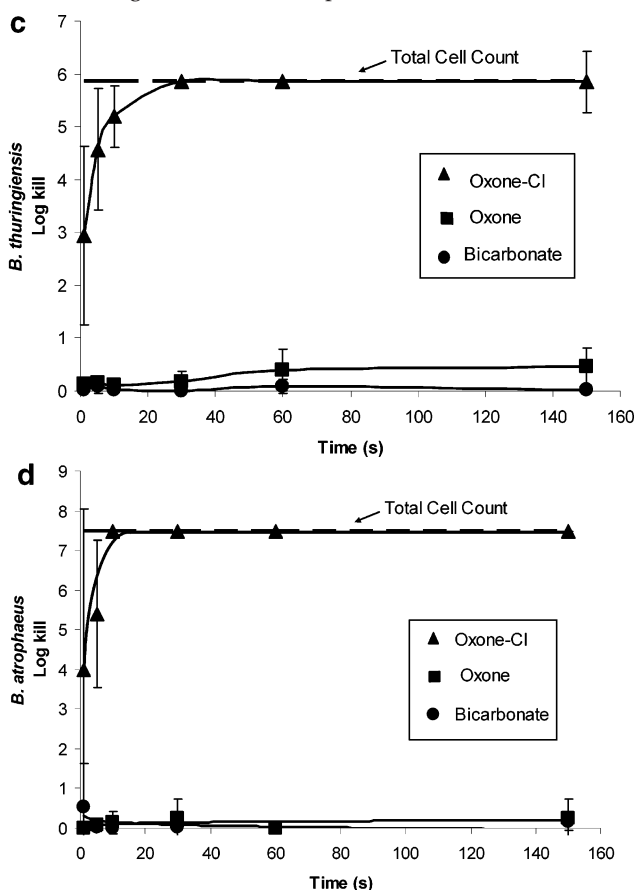 c
7
6
5
4
3
2
1
0
B. thuringiensis
Log kill
Total Cell Count
Oxone-Cl
Oxone
Bicarbonate
0 20 40 60 80 100 120 140 160
Time (s)
d
9
8
7
6
5
4
3
2
1
0
B. atrophaeus
Log kill
Total Cell Count
Oxone-Cl
Oxone
Bicarbonate
0 20 40 60 80 100 120 140 160
Time (s)